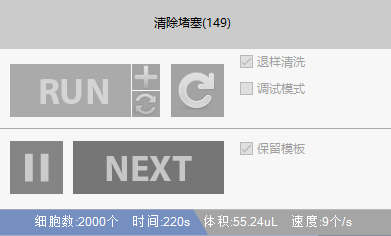 清除堵塞(149)
RUN
退样清洗
调试模式
NEXT
保留模板
细胞数:2000个 时间:220s 体积:55.24uL 速度:9个/s